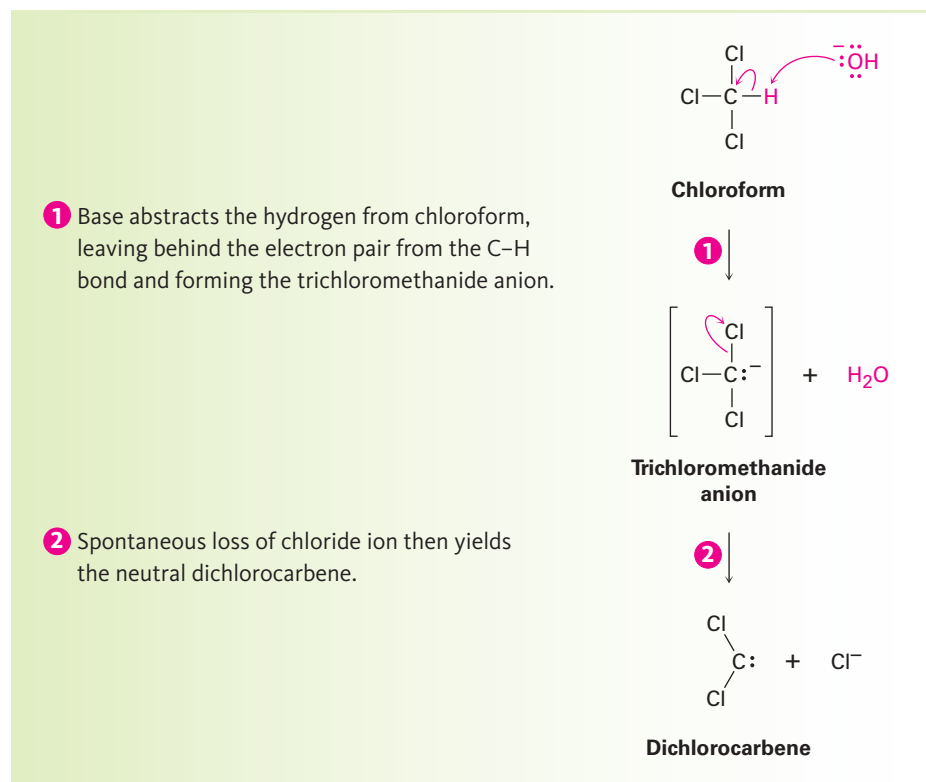 Cl
⁻:ÖH
Cl—C—H
Cl
Chloroform
1 Base abstracts the hydrogen from chloroform,
leaving behind the electron pair from the C–H
bond and forming the trichloromethanide anion.
1
Cl
Cl—C:⁻ + H₂O
Cl
Trichloromethanide
anion
2 Spontaneous loss of chloride ion then yields
the neutral dichlorocarbene.
2
Cl
C: + Cl⁻
Cl
Dichlorocarbene